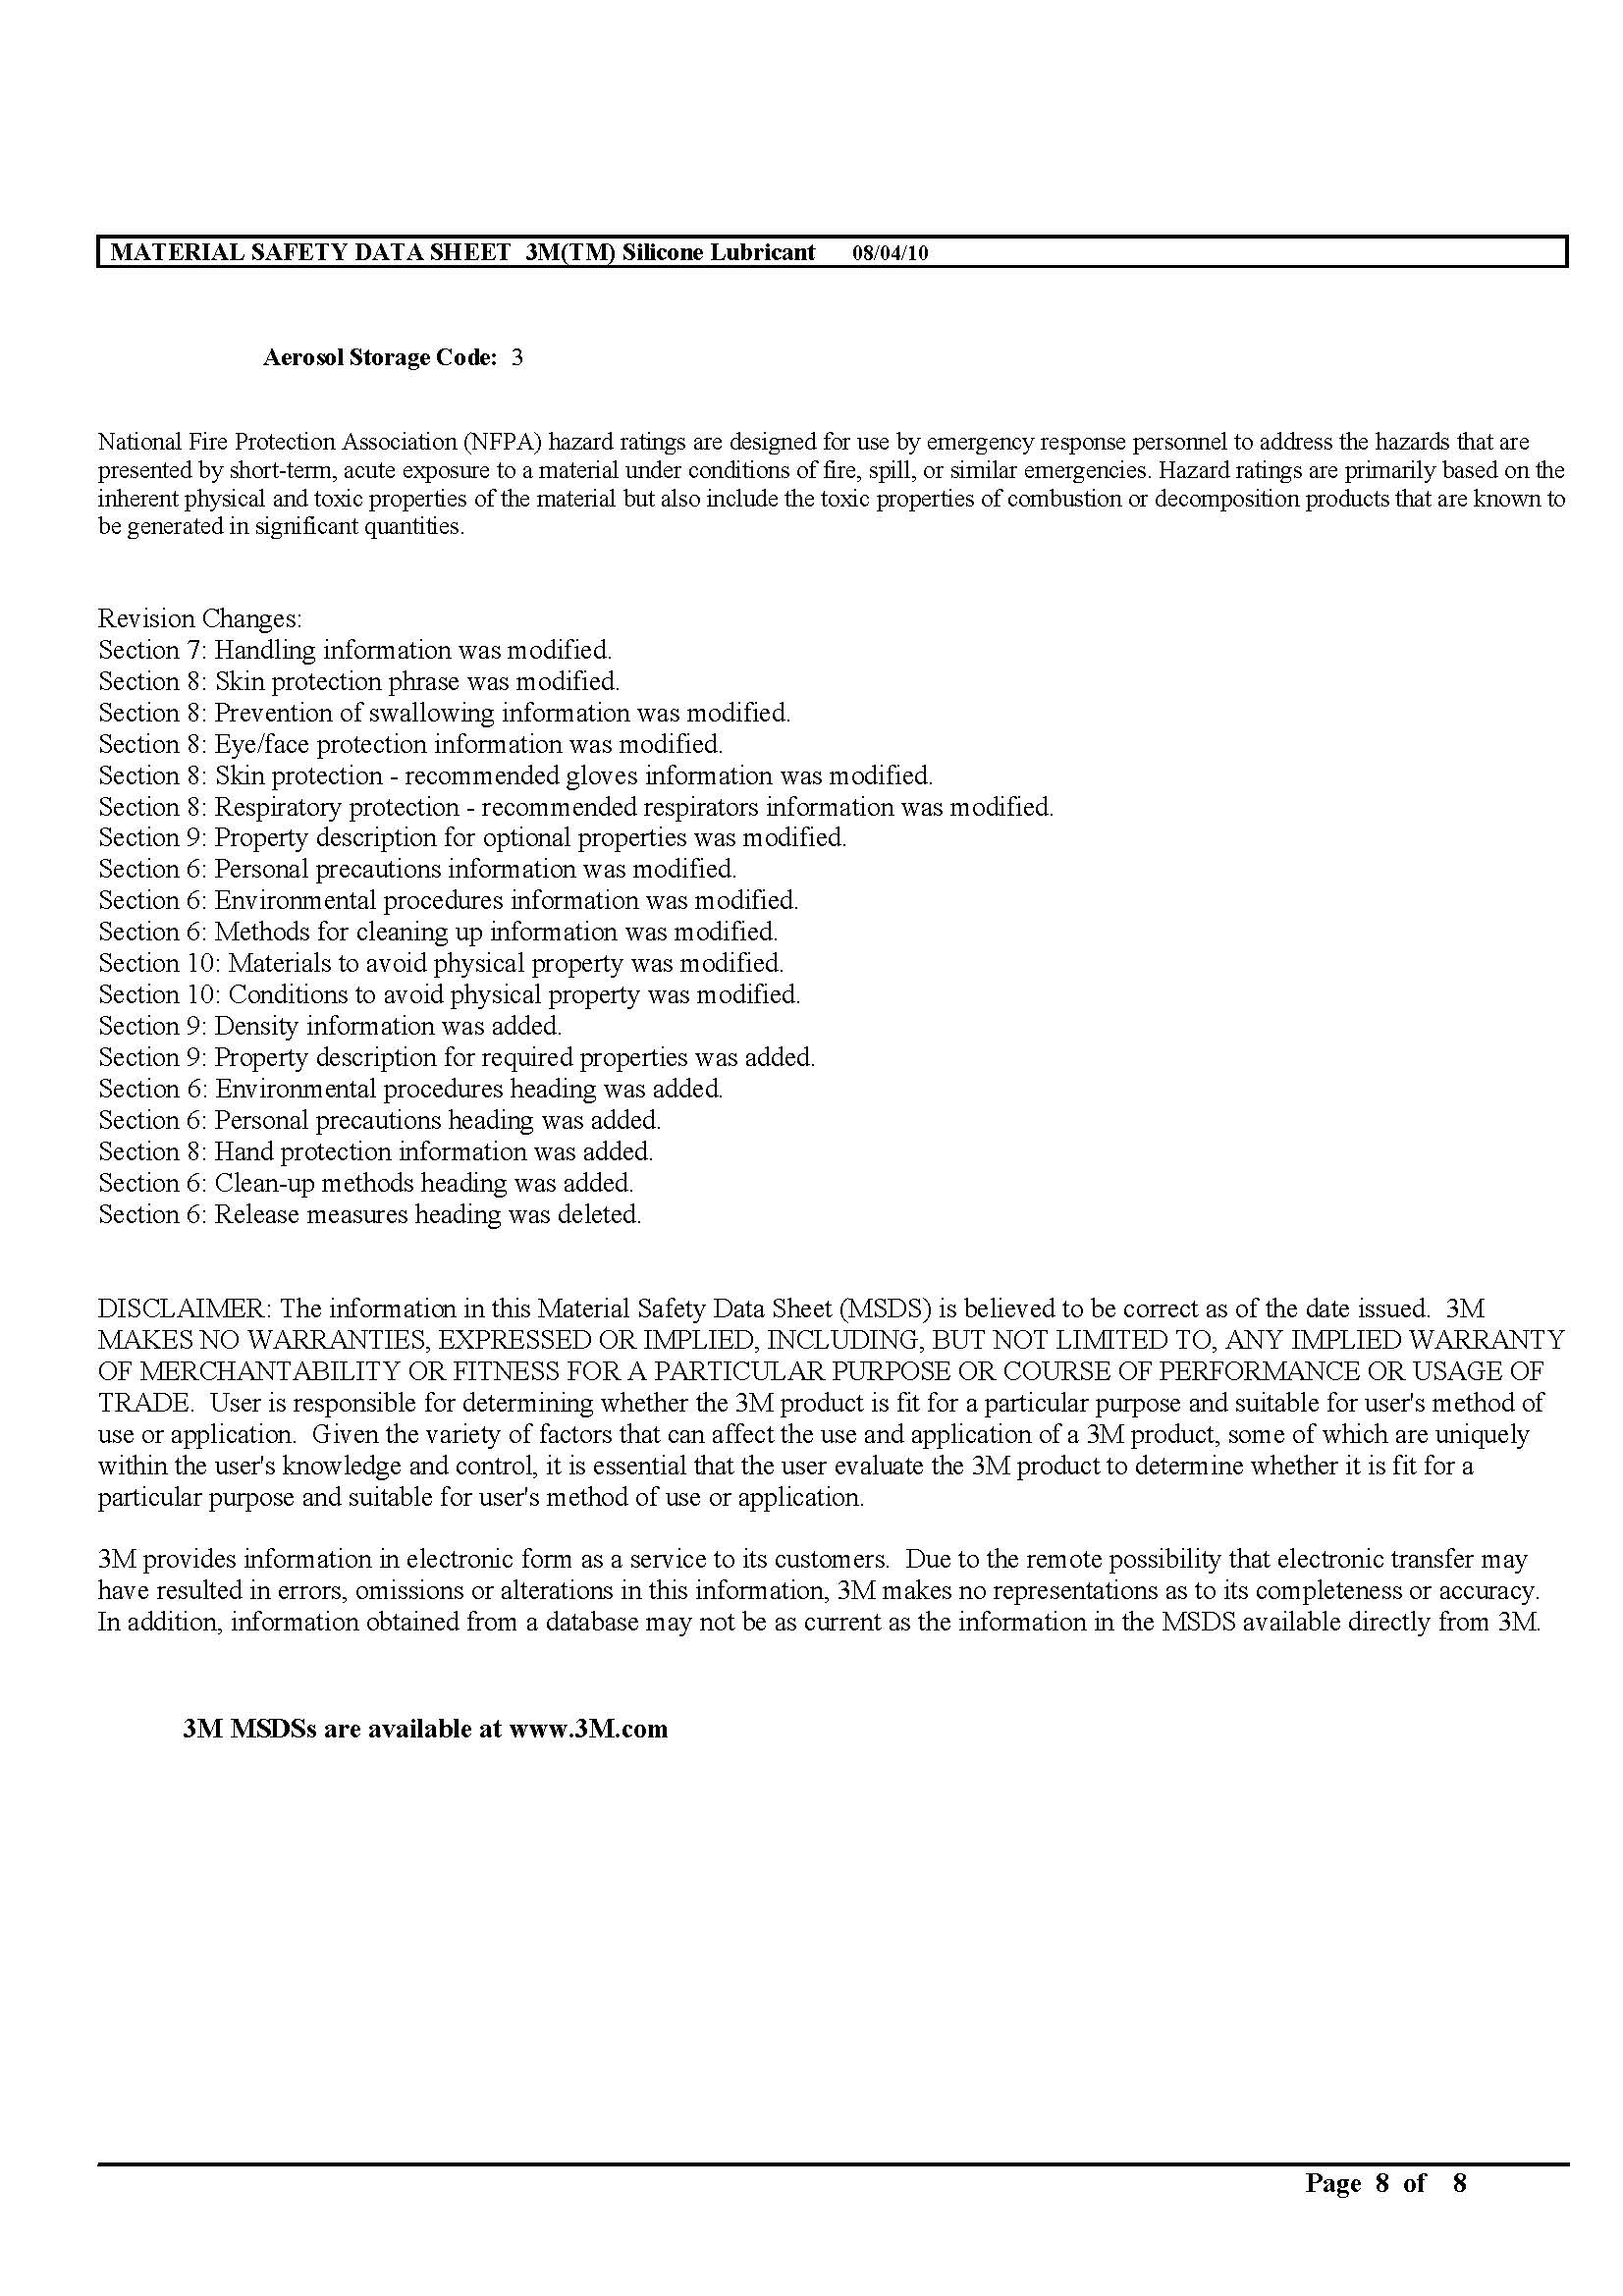 MATERIAL SAFETY DATA SHEET 3M(TM) Silicone Lubricant 08/04/10
Aerosol Storage Code: 3
National Fire Protection Association (NFPA) hazard ratings are designed for use by emergency response personnel to address the hazards that are
presented by short-term, acute exposure to a material under conditions of fire, spill, or similar emergencies. Hazard ratings are primarily based on the
inherent physical and toxic properties of the material but also include the toxic properties of combustion or decomposition products that are known to
be generated in significant quantities.
Revision Changes:
Section 7: Handling information was modified.
Section 8: Skin protection phrase was modified.
Section 8: Prevention of swallowing information was modified.
Section 8: Eye/face protection information was modified.
Section 8: Skin protection - recommended gloves information was modified.
Section 8: Respiratory protection - recommended respirators information was modified.
Section 9: Property description for optional properties was modified.
Section 6: Personal precautions information was modified.
Section 6: Environmental procedures information was modified.
Section 6: Methods for cleaning up information was modified.
Section 10: Materials to avoid physical property was modified.
Section 10: Conditions to avoid physical property was modified.
Section 9: Density information was added.
Section 9: Property description for required properties was added.
Section 6: Environmental procedures heading was added.
Section 6: Personal precautions heading was added.
Section 8: Hand protection information was added.
Section 6: Clean-up methods heading was added.
Section 6: Release measures heading was deleted.
DISCLAIMER: The information in this Material Safety Data Sheet (MSDS) is believed to be correct as of the date issued. 3M
MAKES NO WARRANTIES, EXPRESSED OR IMPLIED, INCLUDING, BUT NOT LIMITED TO, ANY IMPLIED WARRANTY
OF MERCHANTABILITY OR FITNESS FOR A PARTICULAR PURPOSE OR COURSE OF PERFORMANCE OR USAGE OF
TRADE. User is responsible for determining whether the 3M product is fit for a particular purpose and suitable for user's method of
use or application. Given the variety of factors that can affect the use and application of a 3M product, some of which are uniquely
within the user's knowledge and control, it is essential that the user evaluate the 3M product to determine whether it is fit for a
particular purpose and suitable for user's method of use or application.
3M provides information in electronic form as a service to its customers. Due to the remote possibility that electronic transfer may
have resulted in errors, omissions or alterations in this information, 3M makes no representations as to its completeness or accuracy.
In addition, information obtained from a database may not be as current as the information in the MSDS available directly from 3M.
3M MSDSs are available at www.3M.com
Page 8 of 8